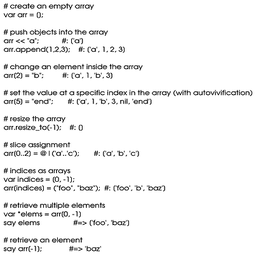 # create an empty array
var arr = [];
# push objects into the array
arr << "a"; #: ['a']
arr.append(1,2,3); #: ['a', 1, 2, 3]
# change an element inside the array
arr[2] = "b"; #: ['a', 1, 'b', 3]
# set the value at a specific index in the array (with autovivification)
arr[5] = "end"; #: ['a', 1, 'b', 3, nil, 'end']
# resize the array
arr.resize_to(-1); #: []
# slice assignment
arr[0..2] = @|('a'..'c'); #: ['a', 'b', 'c']
# indices as arrays
var indices = [0, -1];
arr[indices] = ("foo", "baz"); #: ['foo', 'b', 'baz']
# retrieve multiple elements
var *elems = arr[0, -1]
say elems #=> ['foo', 'baz']
# retrieve an element
say arr[-1]; #=> 'baz'